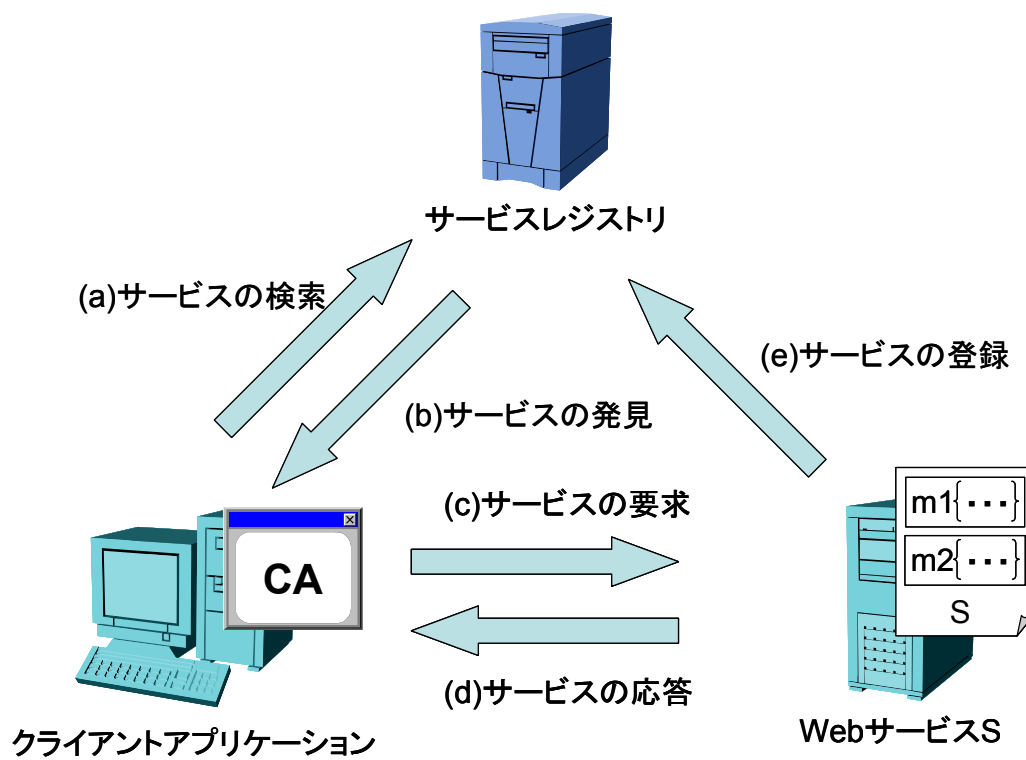 サービスレジストリ
(a)サービスの検索
(e)サービスの登録
(b)サービスの発見
(c)サービスの要求
m1{▪▪▪}
m2{▪▪▪}
S
CA
(d)サービスの応答
クライアントアプリケーション
WebサービスS